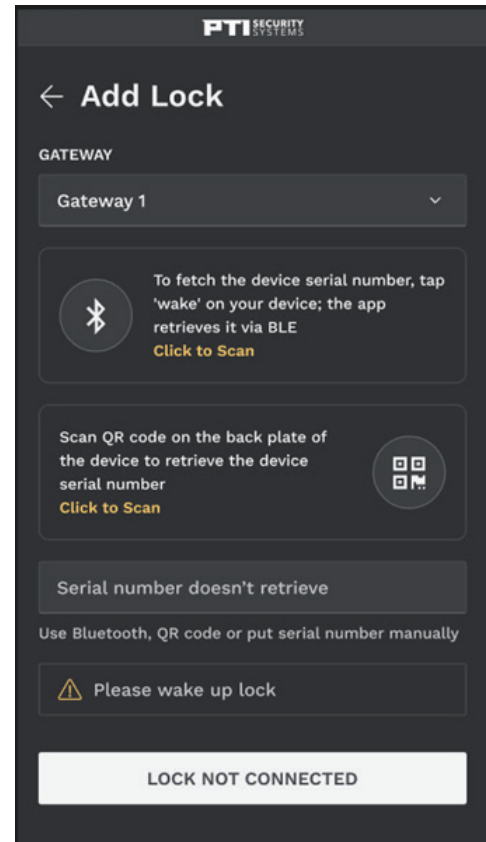 PTI SECURITY
SYSTEMS
← Add Lock
GATEWAY
Gateway 1
To fetch the device serial number, tap
'wake' on your device; the app
retrieves it via BLE
Click to Scan
Scan QR code on the back plate of
the device to retrieve the device
serial number
Click to Scan
Serial number doesn’t retrieve
Use Bluetooth, QR code or put serial number manually
Please wake up lock
LOCK NOT CONNECTED